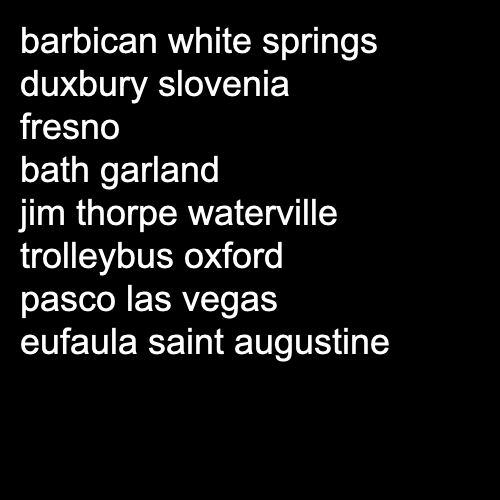 barbican white springs
duxbury slovenia
fresno
bath garland
jim thorpe waterville
trolleybus oxford
pasco las vegas
eufaula saint augustine